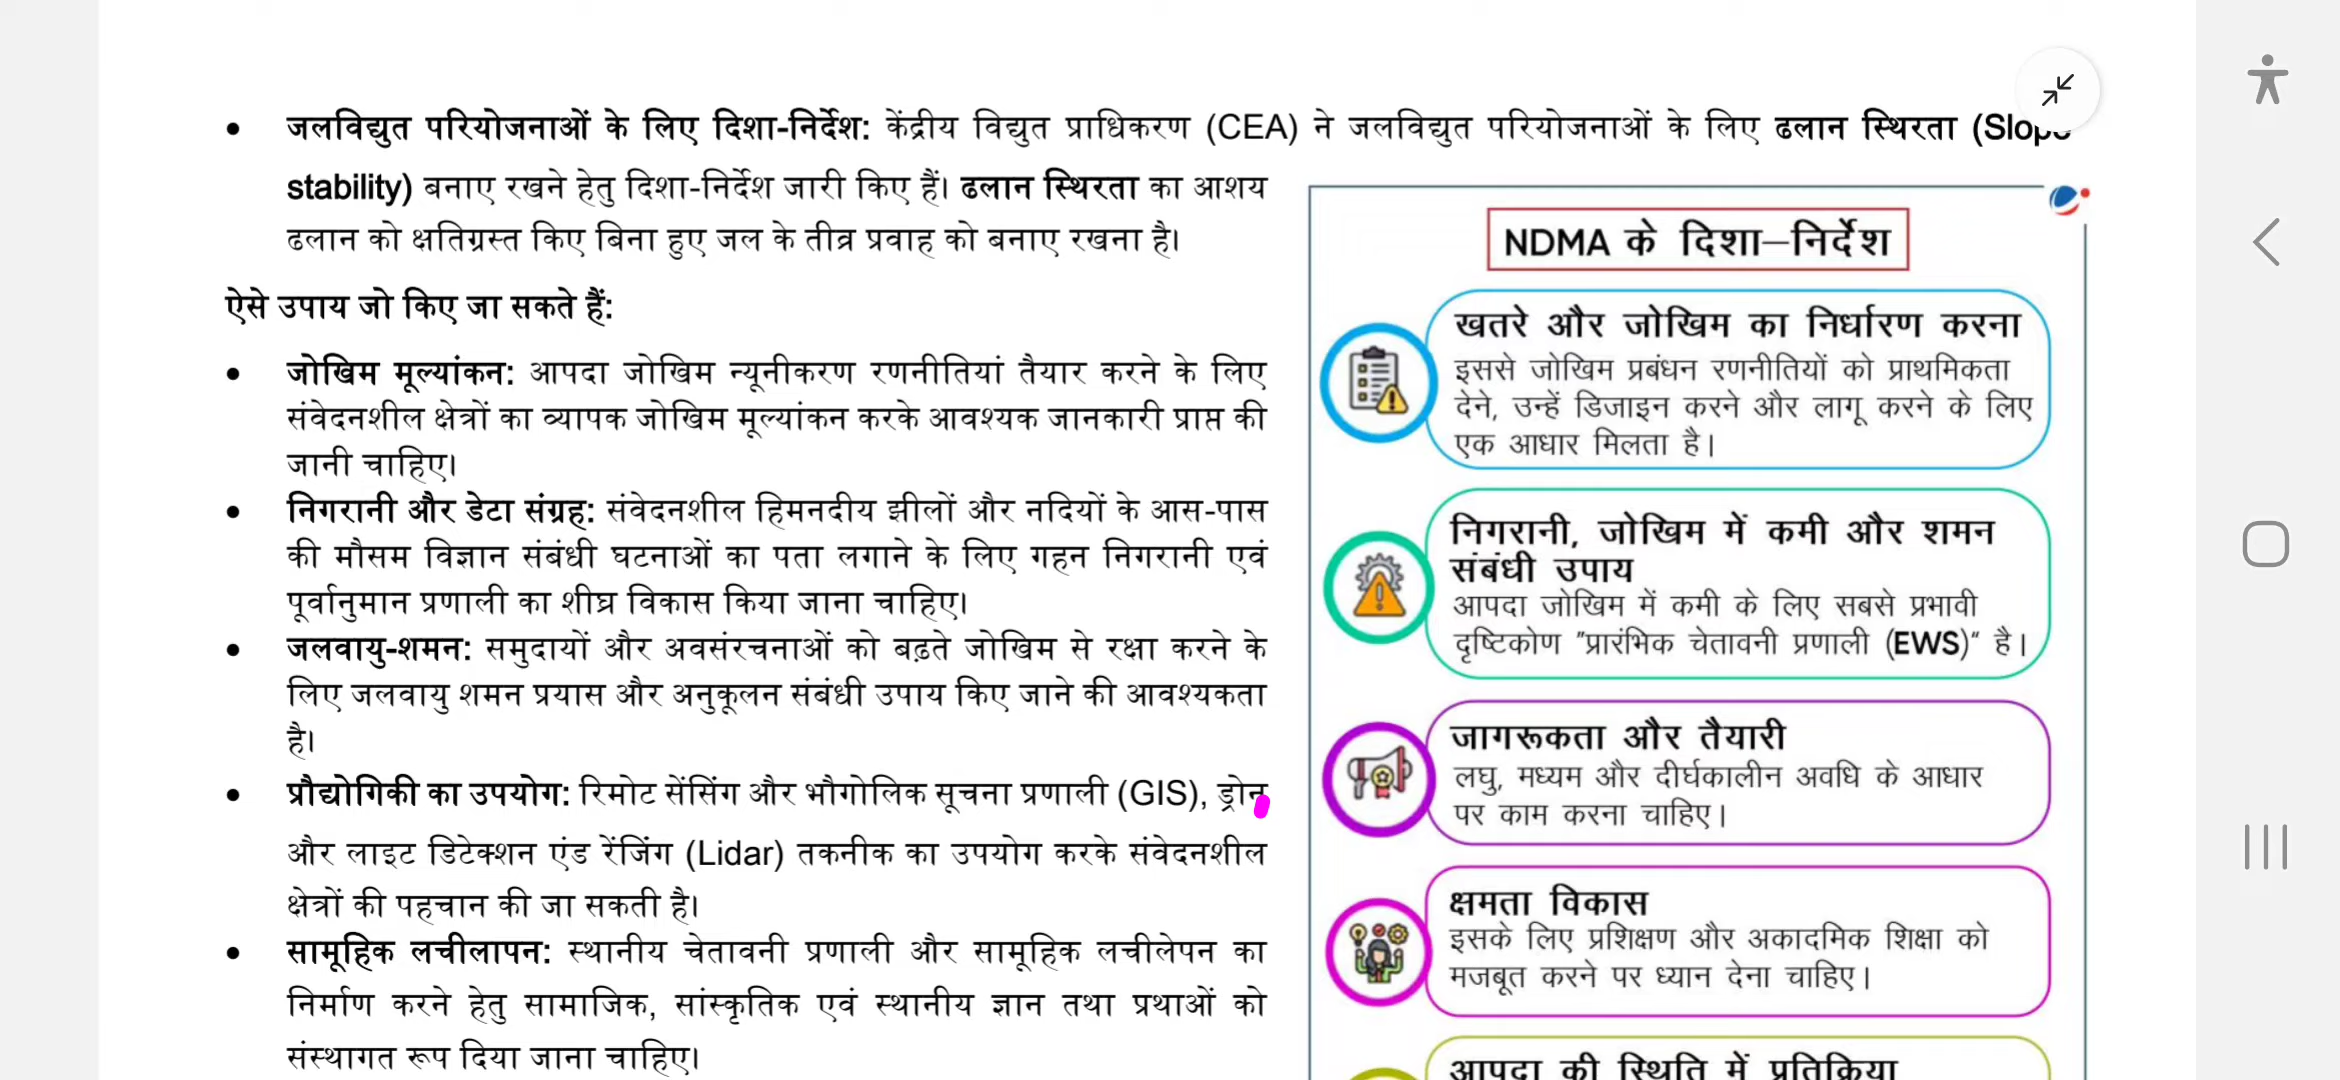 • जलविद्युत परियोजनाओं के लिए दिशा-निर्देश: केंद्रीय विद्युत प्राधिकरण (CEA) ने जलविद्युत परियोजनाओं के लिए ढलान स्थिरता (Slope
stability) बनाए रखने हेतु दिशा-निर्देश जारी किए हैं। ढलान स्थिरता का आशय
ढलान को क्षतिग्रस्त किए बिना हुए जल के तीव्र प्रवाह को बनाए रखना है।
ऐसे उपाय जो किए जा सकते हैं:
• जोखिम मूल्यांकन: आपदा जोखिम न्यूनीकरण रणनीतियां तैयार करने के लिए
संवेदनशील क्षेत्रों का व्यापक जोखिम मूल्यांकन करके आवश्यक जानकारी प्राप्त की
जानी चाहिए।
• निगरानी और डेटा संग्रह: संवेदनशील हिमनदीय झीलों और नदियों के आस-पास
की मौसम विज्ञान संबंधी घटनाओं का पता लगाने के लिए गहन निगरानी एवं
पूर्वानुमान प्रणाली का शीघ्र विकास किया जाना चाहिए।
• जलवायु-शमन: समुदायों और अवसंरचनाओं को बढ़ते जोखिम से रक्षा करने के
लिए जलवायु शमन प्रयास और अनुकूलन संबंधी उपाय किए जाने की आवश्यकता
है।
• प्रौद्योगिकी का उपयोग: रिमोट सेंसिंग और भौगोलिक सूचना प्रणाली (GIS), ड्रोन
और लाइट डिटेक्शन एंड रेंजिंग (Lidar) तकनीक का उपयोग करके संवेदनशील
क्षेत्रों की पहचान की जा सकती है।
• सामूहिक लचीलापन: स्थानीय चेतावनी प्रणाली और सामूहिक लचीलेपन का
निर्माण करने हेतु सामाजिक, सांस्कृतिक एवं स्थानीय ज्ञान तथा प्रथाओं को
संस्थागत रूप दिया जाना चाहिए।
NDMA के दिशा–निर्देश
खतरे और जोखिम का निर्धारण करना
इससे जोखिम प्रबंधन रणनीतियों को प्राथमिकता
देने, उन्हें डिजाइन करने और लागू करने के लिए
एक आधार मिलता है।
निगरानी, जोखिम में कमी और शमन
संबंधी उपाय
आपदा जोखिम में कमी के लिए सबसे प्रभावी
दृष्टिकोण "प्रारंभिक चेतावनी प्रणाली (EWS)" है।
जागरूकता और तैयारी
लघु, मध्यम और दीर्घकालीन अवधि के आधार
पर काम करना चाहिए।
क्षमता विकास
इसके लिए प्रशिक्षण और अकादमिक शिक्षा को
मजबूत करने पर ध्यान देना चाहिए।
आपदा की स्थिति में प्रतिक्रिया